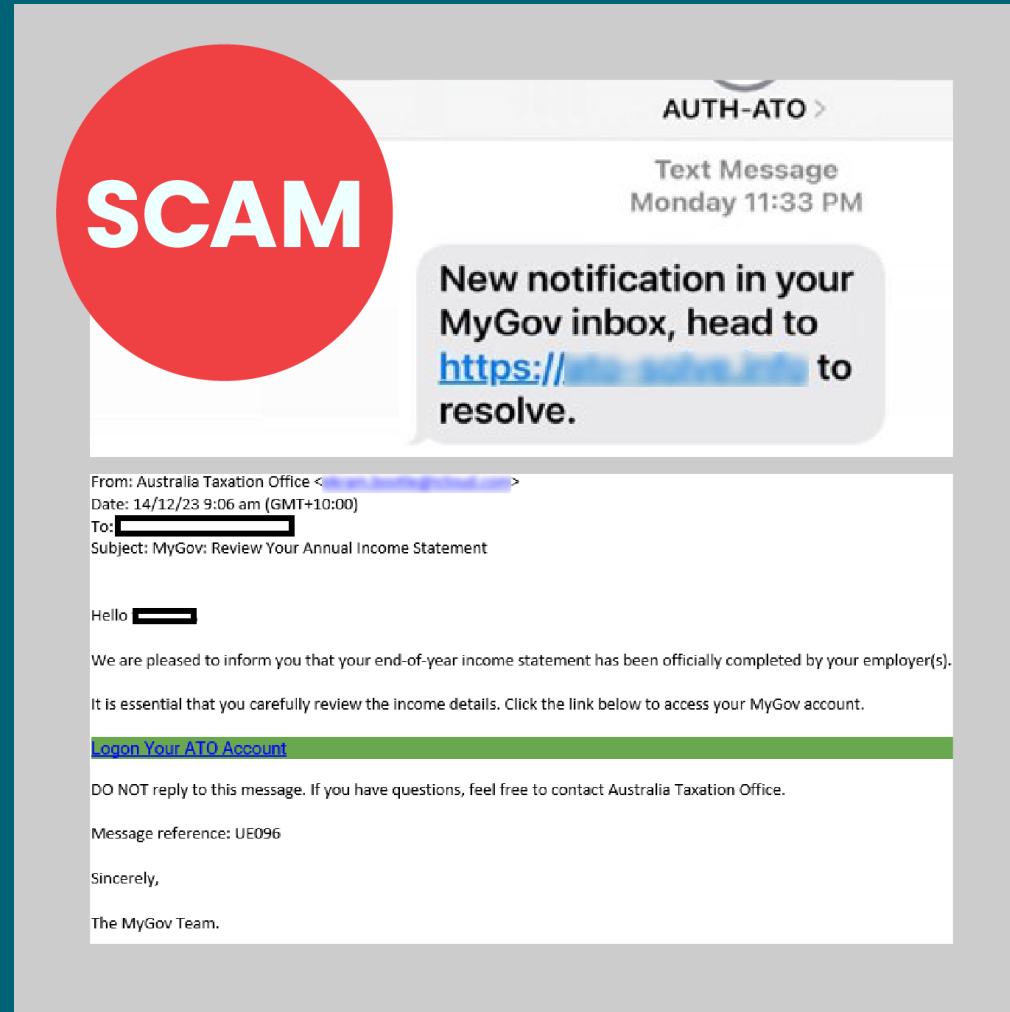 SCAM
AUTH-ATO >
Text Message
Monday 11:33 PM
New notification in your
MyGov inbox, head to
https:// to
resolve.
From: Australia Taxation Office < >
Date: 14/12/23 9:06 am (GMT+10:00)
To:
Subject: MyGov: Review Your Annual Income Statement
Hello
We are pleased to inform you that your end-of-year income statement has been officially completed by your employer(s).
It is essential that you carefully review the income details. Click the link below to access your MyGov account.
Logon Your ATO Account
DO NOT reply to this message. If you have questions, feel free to contact Australia Taxation Office.
Message reference: UE096
Sincerely,
The MyGov Team.